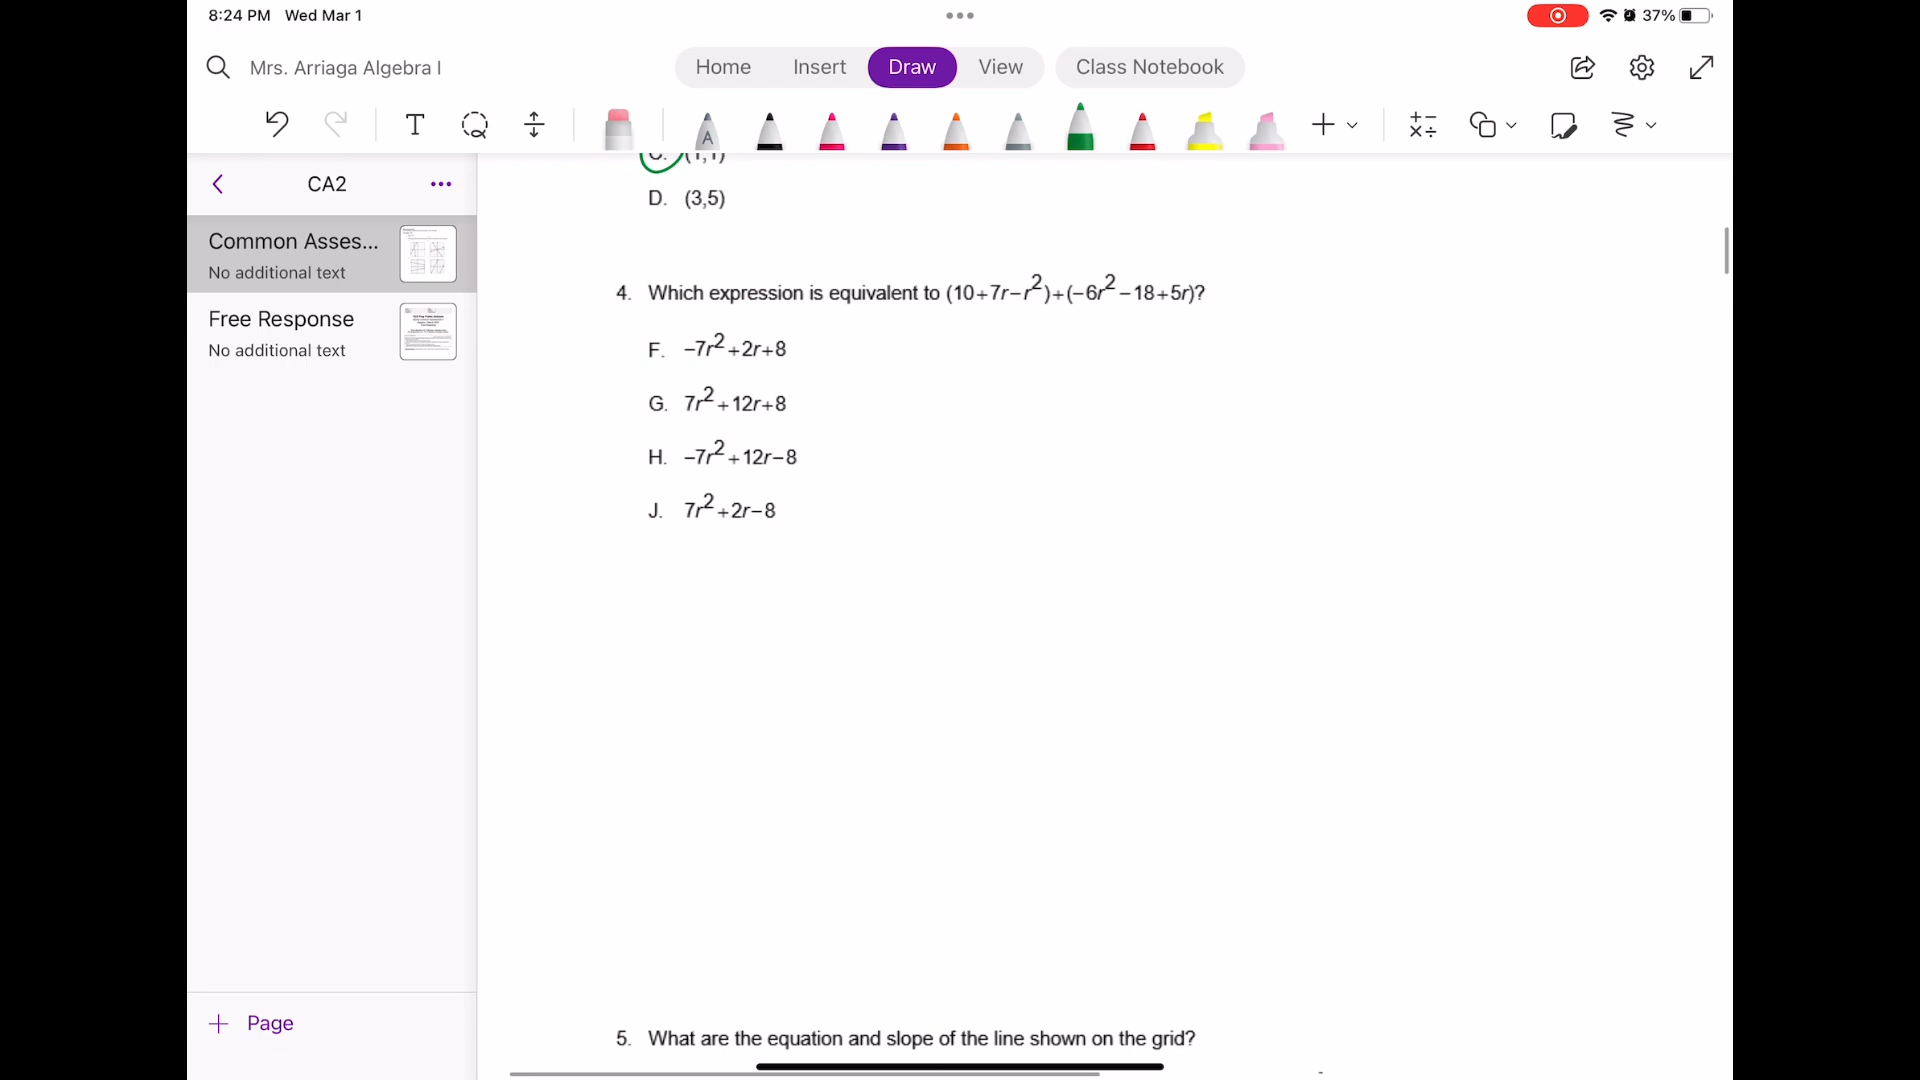 8:24 PM Wed Mar 1
37%
Mrs. Arriaga Algebra I
Home Insert Draw View Class Notebook
T
A
CA2
Common Asses...
No additional text
Free Response
No additional text
Page
C. (1,1)
D. (3,5)
4. Which expression is equivalent to (10+7r−r²)+(−6r²−18+5r)?
F. −7r²+2r+8
G. 7r²+12r+8
H. −7r²+12r−8
J. 7r²+2r−8
5. What are the equation and slope of the line shown on the grid?